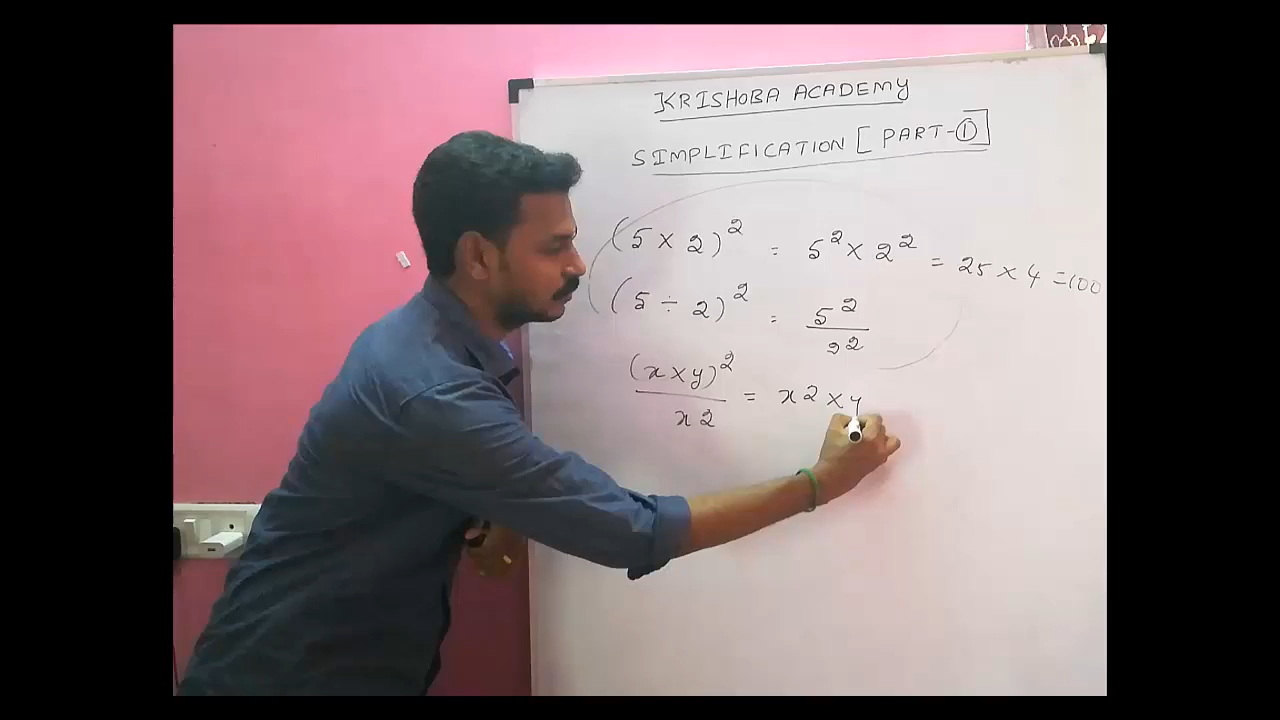 KRISHOBA ACADEMY
SIMPLIFICATION [PART-①]
(5 × 2)² = 5² × 2² = 25 × 4 = 100
(5 ÷ 2)² = 5²/2²
(x × y)²/x2 = x2 × y